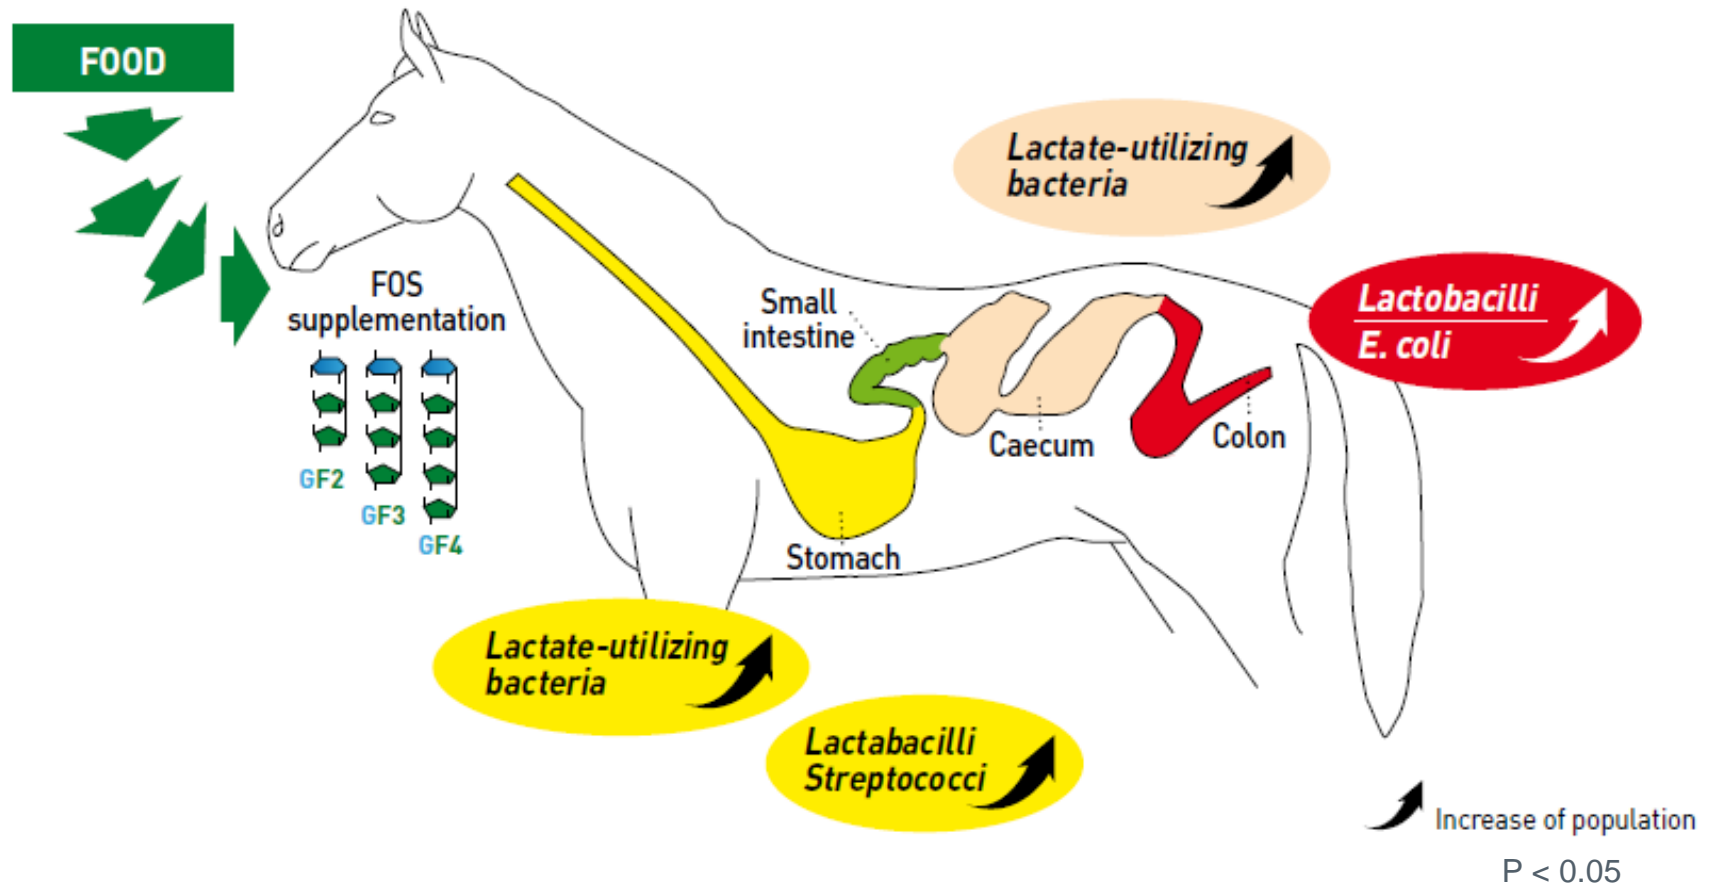 FOOD
Lactate-utilizing
bacteria
FOS
supplementation
Small
intestine
Lactobacilli
E. coli
Caecum
Colon
GF2
GF3
GF4
Stomach
Lactate-utilizing
bacteria
Lactabacilli
Streptococci
Increase of population
P < 0.05